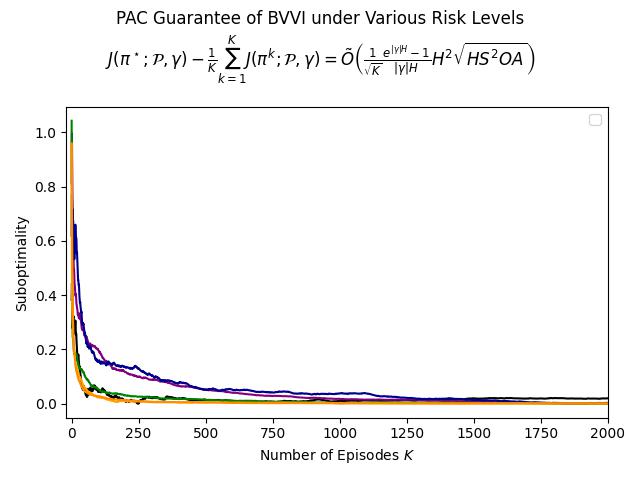 PAC Guarantee of BVVI under Various Risk Levels
J(π⋆; 𝒫, γ) − 1/K ∑_{k=1}^{K} J(π^k; 𝒫, γ) = Õ( 1/√K (e^{|γ|H} − 1)/(|γ|H) H² √(HS²OA) )
1.0
0.8
0.6
0.4
0.2
0.0
Suboptimality
0 250 500 750 1000 1250 1500 1750 2000
Number of Episodes K